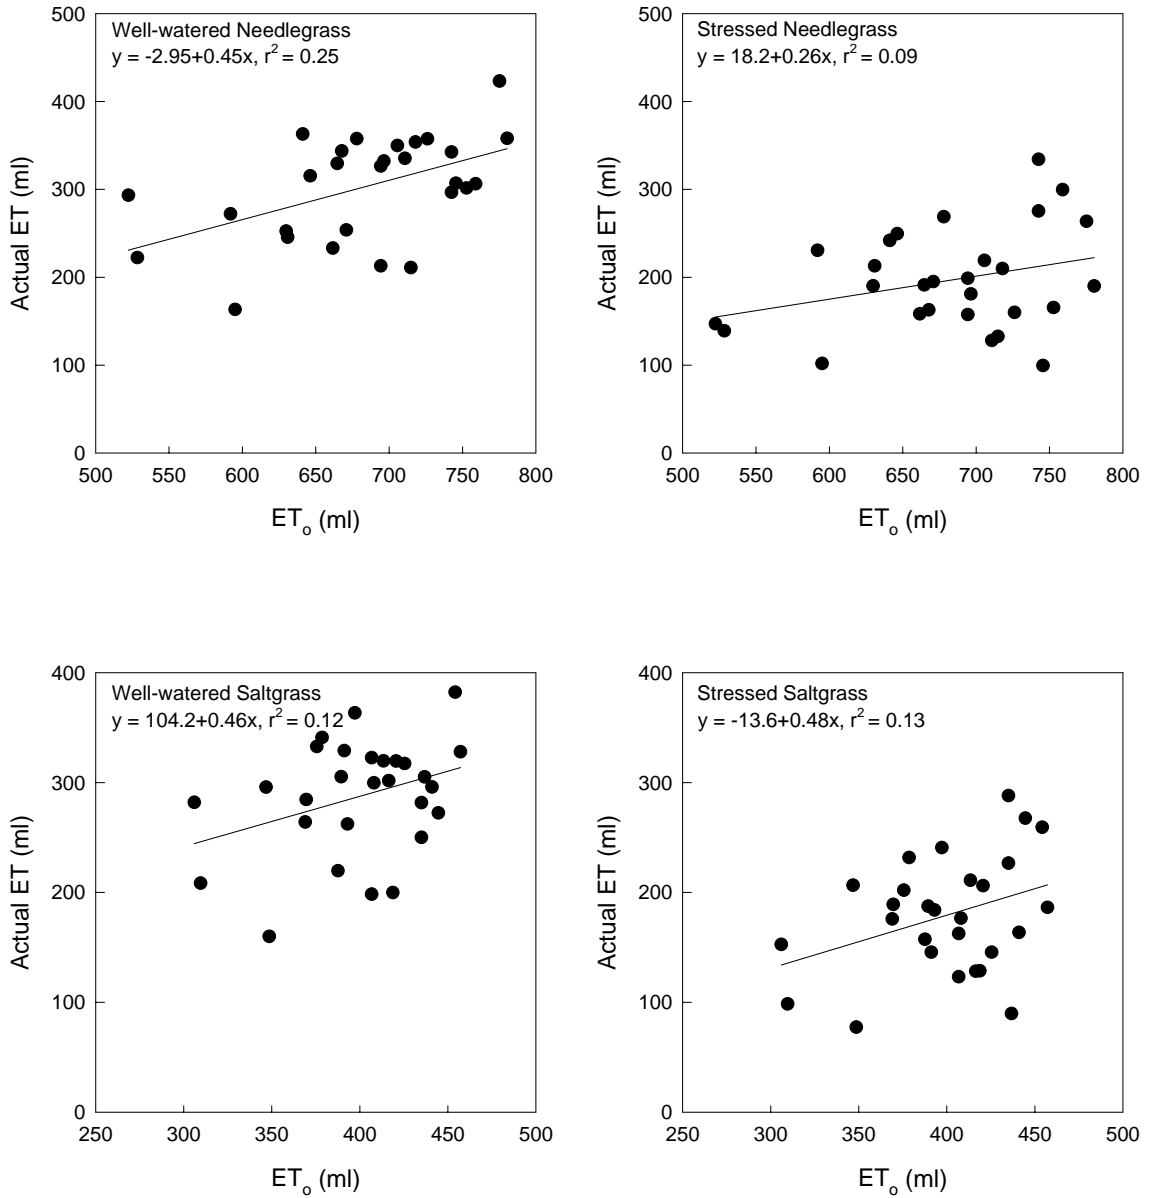 Well-watered Needlegrass
y = -2.95+0.45x, r² = 0.25
500
400
300
200
100
0
Actual ET (ml)
500 550 600 650 700 750 800
ETₒ (ml)
Stressed Needlegrass
y = 18.2+0.26x, r² = 0.09
500
400
300
200
100
0
Actual ET (ml)
500 550 600 650 700 750 800
ETₒ (ml)
Well-watered Saltgrass
y = 104.2+0.46x, r² = 0.12
400
300
200
100
0
Actual ET (ml)
250 300 350 400 450 500
ETₒ (ml)
Stressed Saltgrass
y = -13.6+0.48x, r² = 0.13
400
300
200
100
0
Actual ET (ml)
250 300 350 400 450 500
ETₒ (ml)